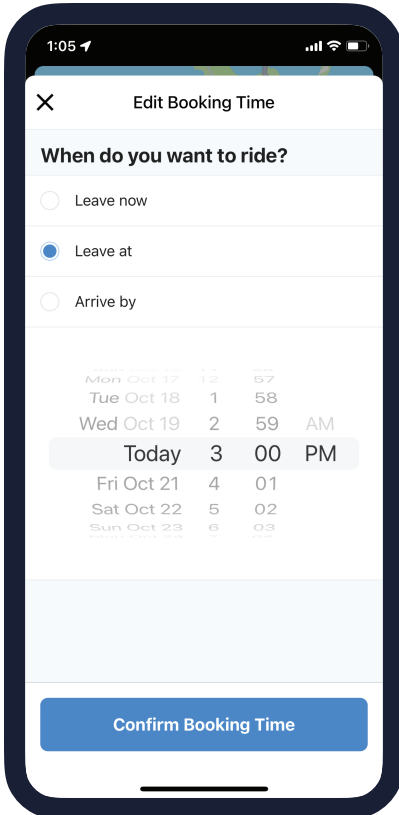 1:05
Edit Booking Time
When do you want to ride?
Leave now
Leave at
Arrive by
Mon Oct 17 12 57
Tue Oct 18 1 58
Wed Oct 19 2 59 AM
Today 3 00 PM
Fri Oct 21 4 01
Sat Oct 22 5 02
Sun Oct 23 6 03
Confirm Booking Time